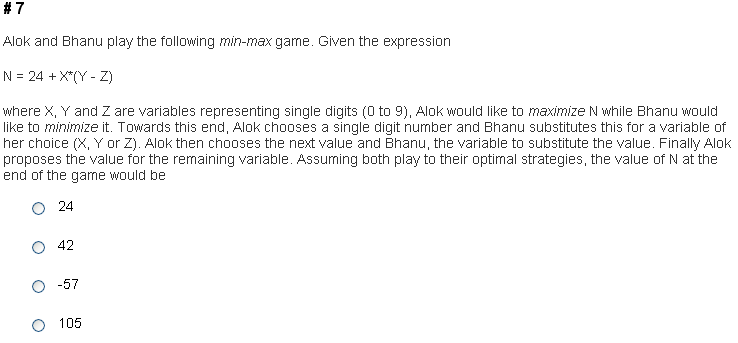 # 7
Alok and Bhanu play the following min-max game. Given the expression
N = 24 + X*(Y - Z)
where X, Y and Z are variables representing single digits (0 to 9), Alok would like to maximize N while Bhanu would
like to minimize it. Towards this end, Alok chooses a single digit number and Bhanu substitutes this for a variable of
her choice (X, Y or Z). Alok then chooses the next value and Bhanu, the variable to substitute the value. Finally Alok
proposes the value for the remaining variable. Assuming both play to their optimal strategies, the value of N at the
end of the game would be
24
42
-57
105